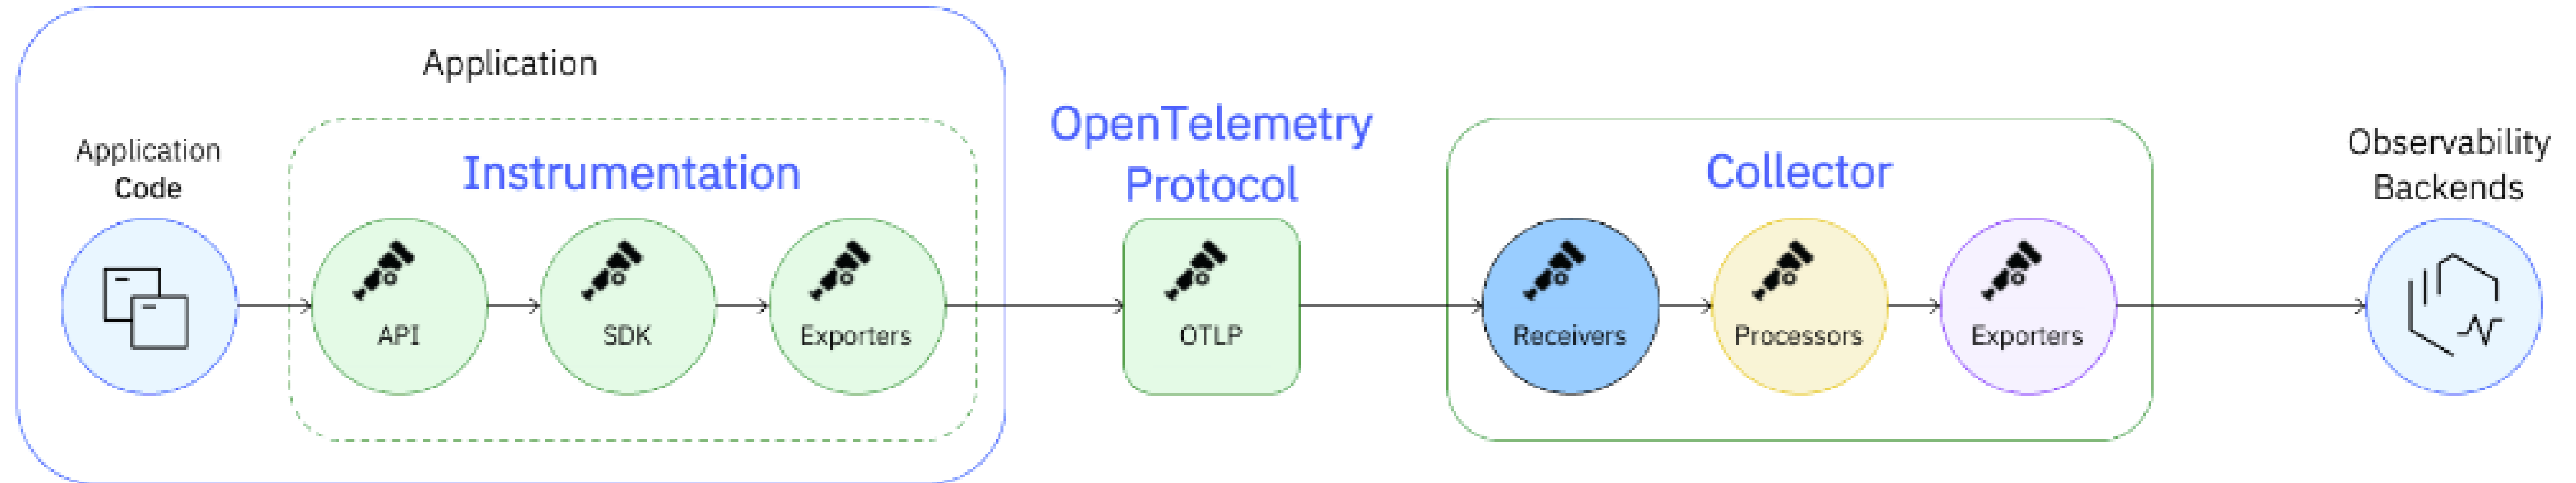 Application
Application
Code
Instrumentation
API
SDK
Exporters
OpenTelemetry
Protocol
OTLP
Collector
Receivers
Processors
Exporters
Observability
Backends